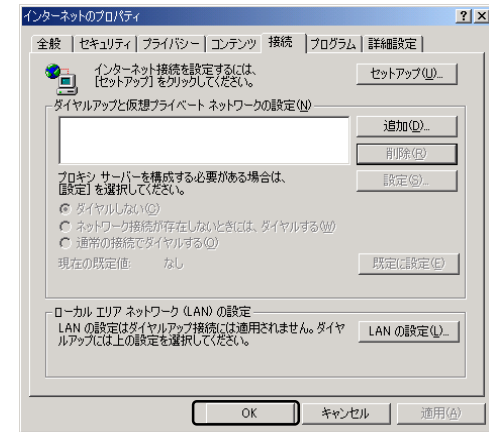 インターネットのプロパティ
全般 セキュリティ プライバシー コンテンツ 接続 プログラム 詳細設定
インターネット接続を設定するには、
[セットアップ] をクリックしてください。
セットアップ(U)...
ダイヤルアップと仮想プライベート ネットワークの設定(N)
追加(D)...
削除(R)
プロキシ サーバーを構成する必要がある場合は、
[設定] を選択してください。
設定(S)...
ダイヤルしない(C)
ネットワーク接続が存在しないときには、ダイヤルする(W)
通常の接続でダイヤルする(O)
現在の既定値: なし
既定に設定(E)
ローカル エリア ネットワーク (LAN) の設定
LAN の設定はダイヤルアップ接続には適用されません。ダイヤ
ルアップには上の設定を選択してください。
LAN の設定(L)...
OK キャンセル 適用(A)